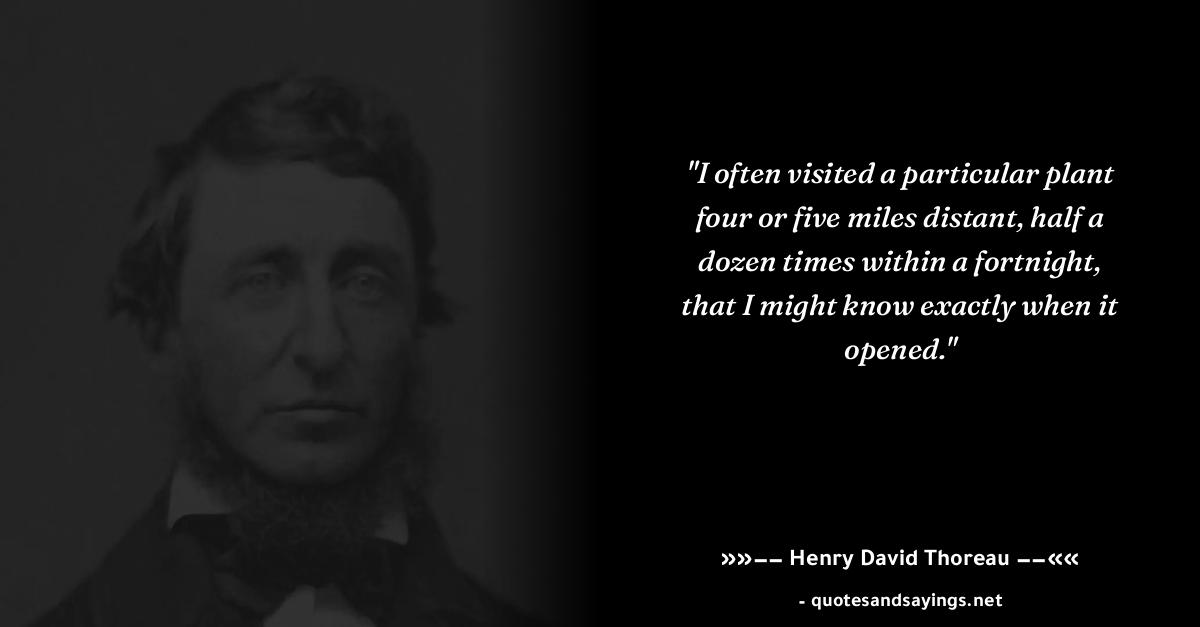 "I often visited a particular plant
four or five miles distant, half a
dozen times within a fortnight,
that I might know exactly when it
opened."
»»−− Henry David Thoreau −−««
- quotesandsayings.net